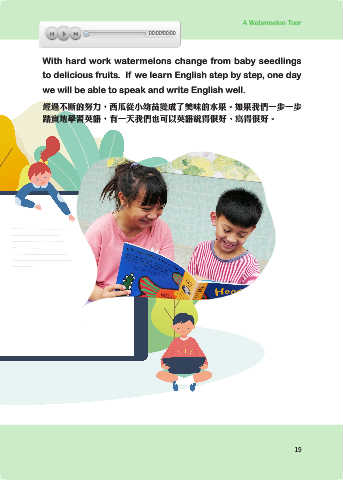 A Watermelon Tour
00:00/00:00
With hard work watermelons change from baby seedlings
to delicious fruits. If we learn English step by step, one day
we will be able to speak and write English well.
經過不斷的努力，西瓜從小幼苗變成了美味的水果。如果我們一步一步
踏實地學習英語，有一天我們也可以英語說得很好、寫得很好。
19